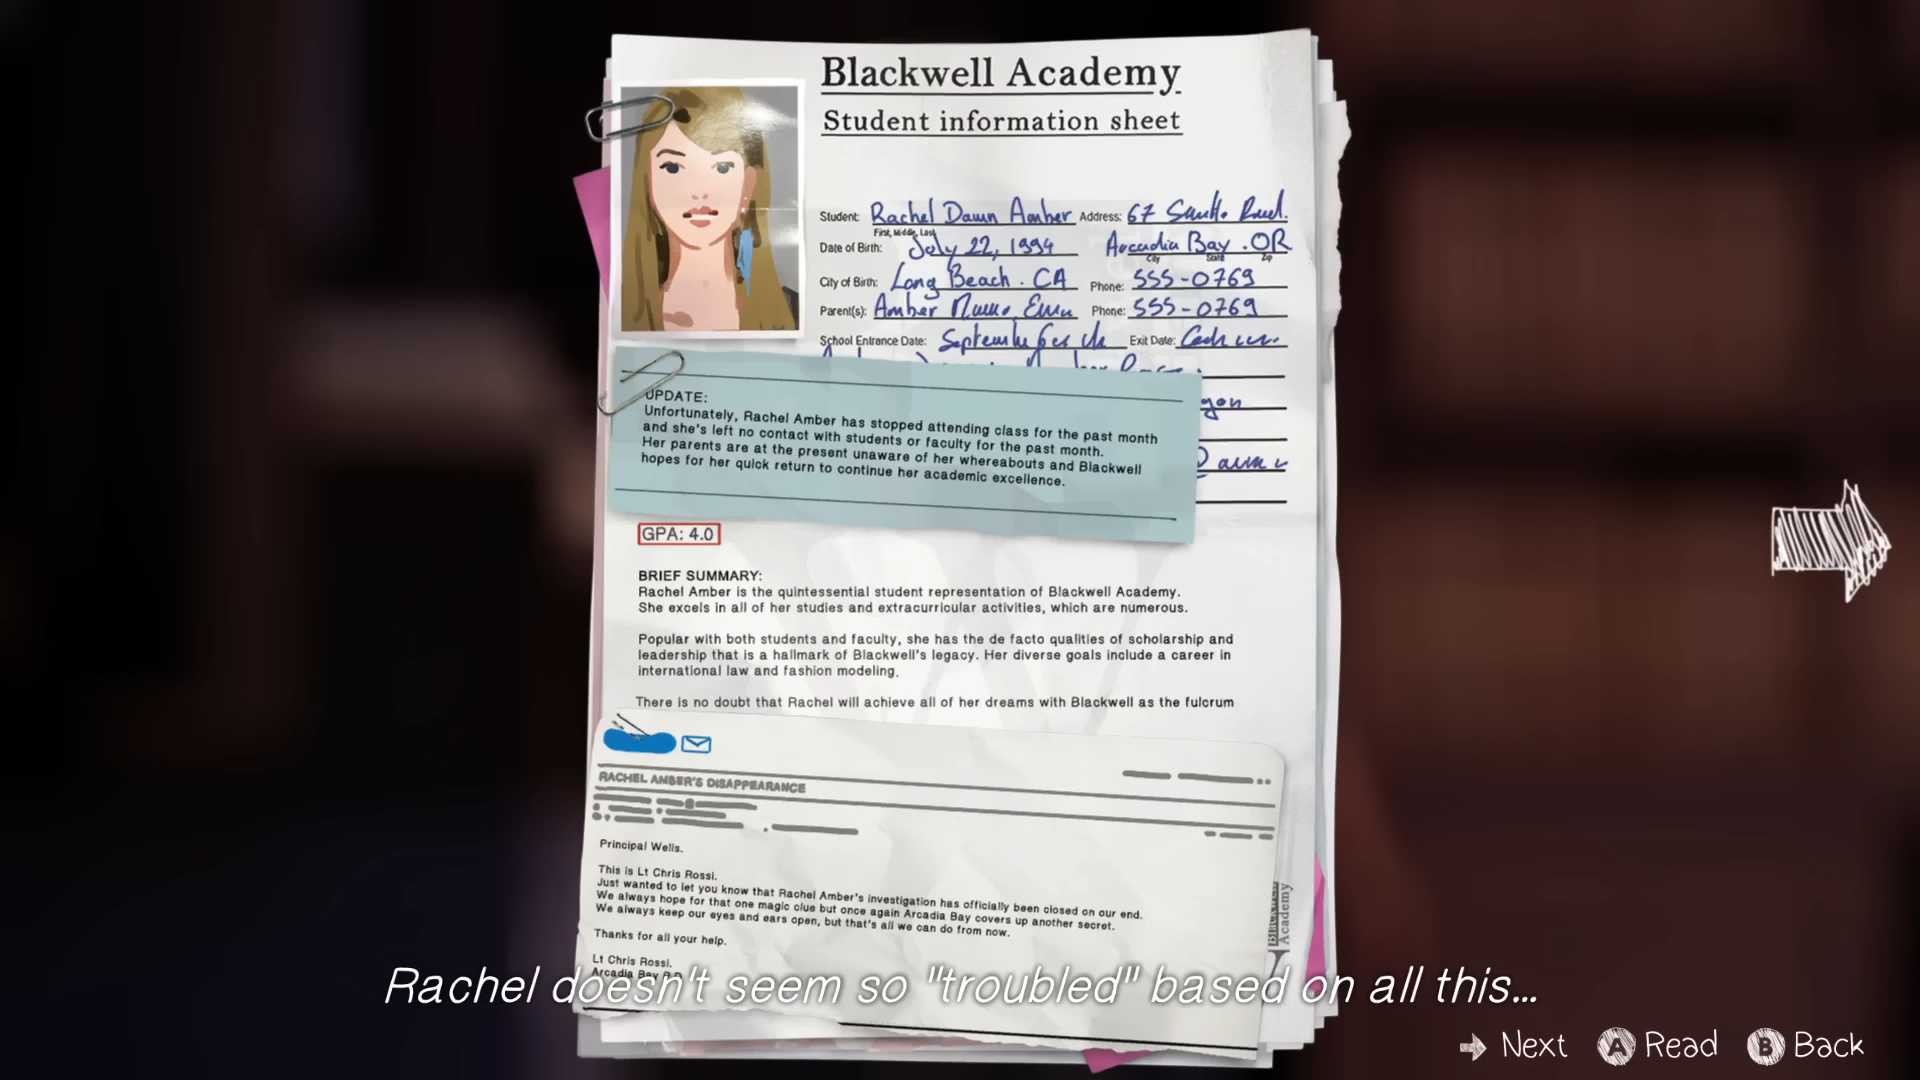 Blackwell Academy
Student information sheet
Student: Rachel Dawn Amber Address: 67
First, Middle, Last
Date of Birth: July 22, 1994 Arcadia Bay . OR
City State Zip
City of Birth: Long Beach . CA Phone: 555-0769
Parent(s): Amber Phone: 555-0769
School Entrance Date: Exit Date:
UPDATE:
Unfortunately, Rachel Amber has stopped attending class for the past month
and she's left no contact with students or faculty for the past month.
Her parents are at the present unaware of her whereabouts and Blackwell
hopes for her quick return to continue her academic excellence.
GPA: 4.0
BRIEF SUMMARY:
Rachel Amber is the quintessential student representation of Blackwell Academy.
She excels in all of her studies and extracurricular activities, which are numerous.
Popular with both students and faculty, she has the de facto qualities of scholarship and
leadership that is a hallmark of Blackwell's legacy. Her diverse goals include a career in
international law and fashion modeling.
There is no doubt that Rachel will achieve all of her dreams with Blackwell as the fulcrum
RACHEL AMBER'S DISAPPEARANCE
Principal Wells.
This is Lt Chris Rossi.
Just wanted to let you know that Rachel Amber's investigation has officially been closed on our end.
We always hope for that one magic clue but once again Arcadia Bay covers up another secret.
We always keep our eyes and ears open, but that's all we can do from now.
Thanks for all your help.
Lt Chris Rossi.
Arcadia Bay P.D.
Blackwell
Academy
Rachel doesn't seem so "troubled" based on all this...
Next A Read B Back